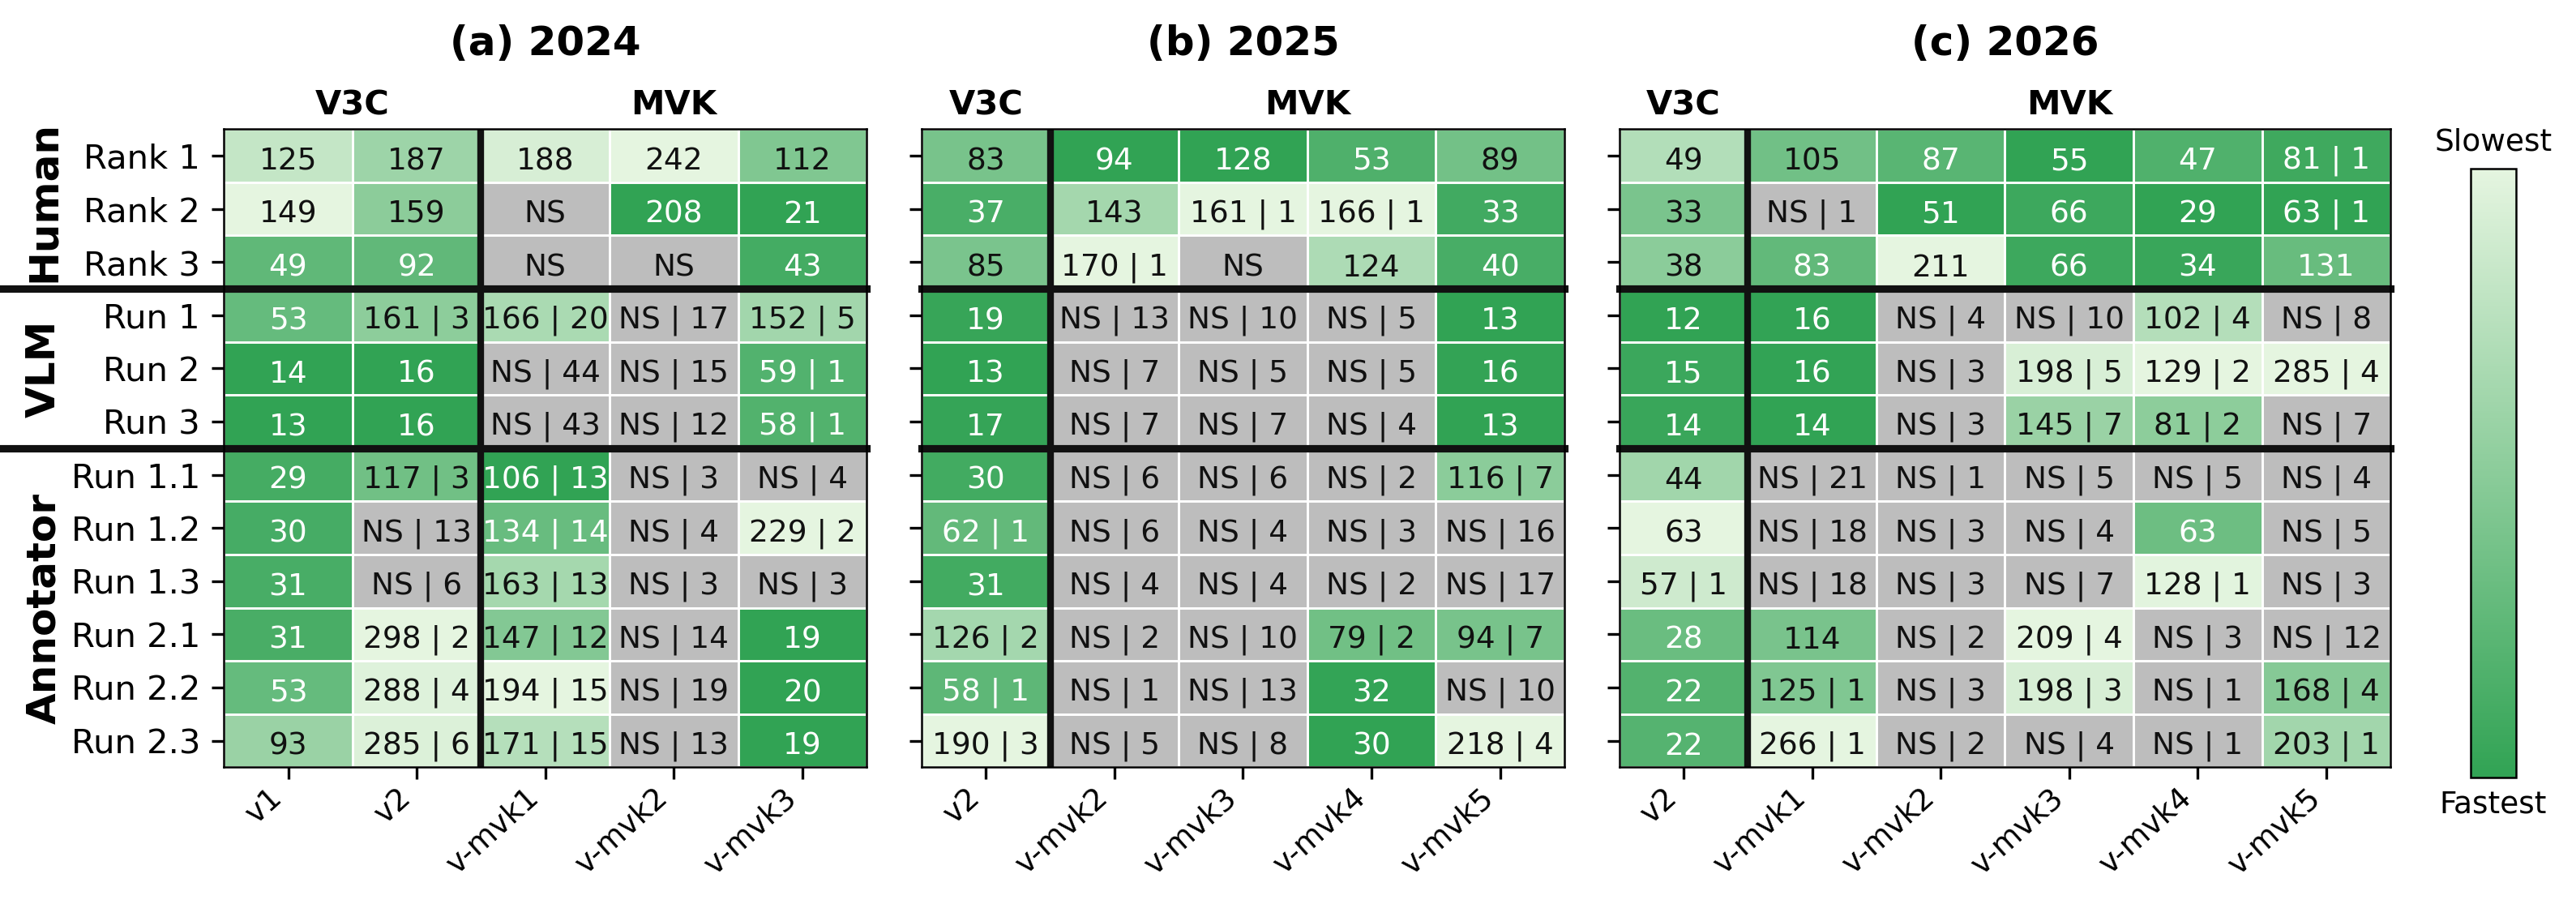 (a) 2024 (b) 2025 (c) 2026
V3C MVK V3C MVK V3C MVK
Slowest
Human
Rank 1 125 187 188 242 112 83 94 128 53 89 49 105 87 55 47 81 | 1
Rank 2 149 159 NS 208 21 37 143 161 | 1 166 | 1 33 33 NS | 1 51 66 29 63 | 1
Rank 3 49 92 NS NS 43 85 170 | 1 NS 124 40 38 83 211 66 34 131
VLM
Run 1 53 161 | 3 166 | 20 NS | 17 152 | 5 19 NS | 13 NS | 10 NS | 5 13 12 16 NS | 4 NS | 10 102 | 4 NS | 8
Run 2 14 16 NS | 44 NS | 15 59 | 1 13 NS | 7 NS | 5 NS | 5 16 15 16 NS | 3 198 | 5 129 | 2 285 | 4
Run 3 13 16 NS | 43 NS | 12 58 | 1 17 NS | 7 NS | 7 NS | 4 13 14 14 NS | 3 145 | 7 81 | 2 NS | 7
Annotator
Run 1.1 29 117 | 3 106 | 13 NS | 3 NS | 4 30 NS | 6 NS | 6 NS | 2 116 | 7 44 NS | 21 NS | 1 NS | 5 NS | 5 NS | 4
Run 1.2 30 NS | 13 134 | 14 NS | 4 229 | 2 62 | 1 NS | 6 NS | 4 NS | 3 NS | 16 63 NS | 18 NS | 3 NS | 4 63 NS | 5
Run 1.3 31 NS | 6 163 | 13 NS | 3 NS | 3 31 NS | 4 NS | 4 NS | 2 NS | 17 57 | 1 NS | 18 NS | 3 NS | 7 128 | 1 NS | 3
Run 2.1 31 298 | 2 147 | 12 NS | 14 19 126 | 2 NS | 2 NS | 10 79 | 2 94 | 7 28 114 NS | 2 209 | 4 NS | 3 NS | 12
Run 2.2 53 288 | 4 194 | 15 NS | 19 20 58 | 1 NS | 1 NS | 13 32 NS | 10 22 125 | 1 NS | 3 198 | 3 NS | 1 168 | 4
Run 2.3 93 285 | 6 171 | 15 NS | 13 19 190 | 3 NS | 5 NS | 8 30 218 | 4 22 266 | 1 NS | 2 NS | 4 NS | 1 203 | 1
Fastest
v1 v2 v-mvk1 v-mvk2 v-mvk3 v2 v-mvk2 v-mvk3 v-mvk4 v-mvk5 v2 v-mvk1 v-mvk2 v-mvk3 v-mvk4 v-mvk5